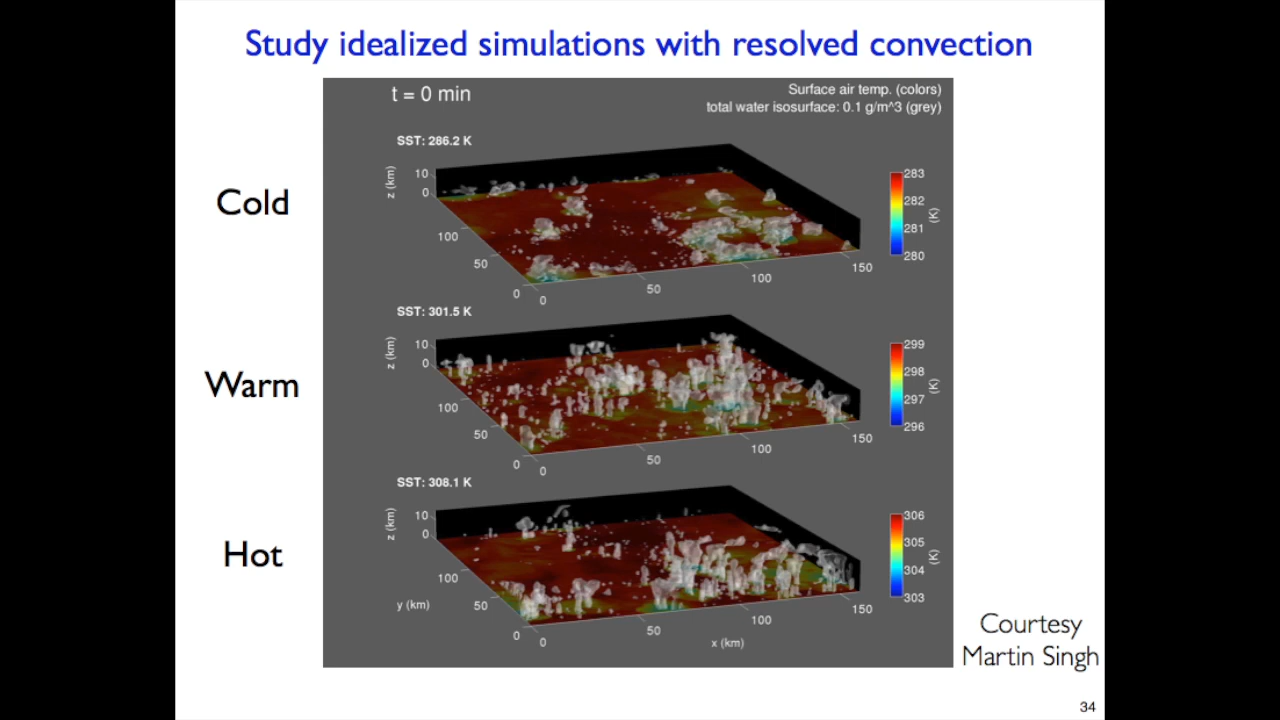 Study idealized simulations with resolved convection
t = 0 min
Surface air temp. (colors)
total water isosurface: 0.1 g/m^3 (grey)
Cold
SST: 286.2 K
z (km)
10
0
100
50
0
0
50
100
150
283
282
281
280
(K)
Warm
SST: 301.5 K
z (km)
10
0
100
50
0
0
50
100
150
299
298
297
296
(K)
Hot
SST: 308.1 K
z (km)
10
0
100
y (km)
50
0
0
50
100
150
x (km)
306
305
304
303
(K)
Courtesy
Martin Singh
34